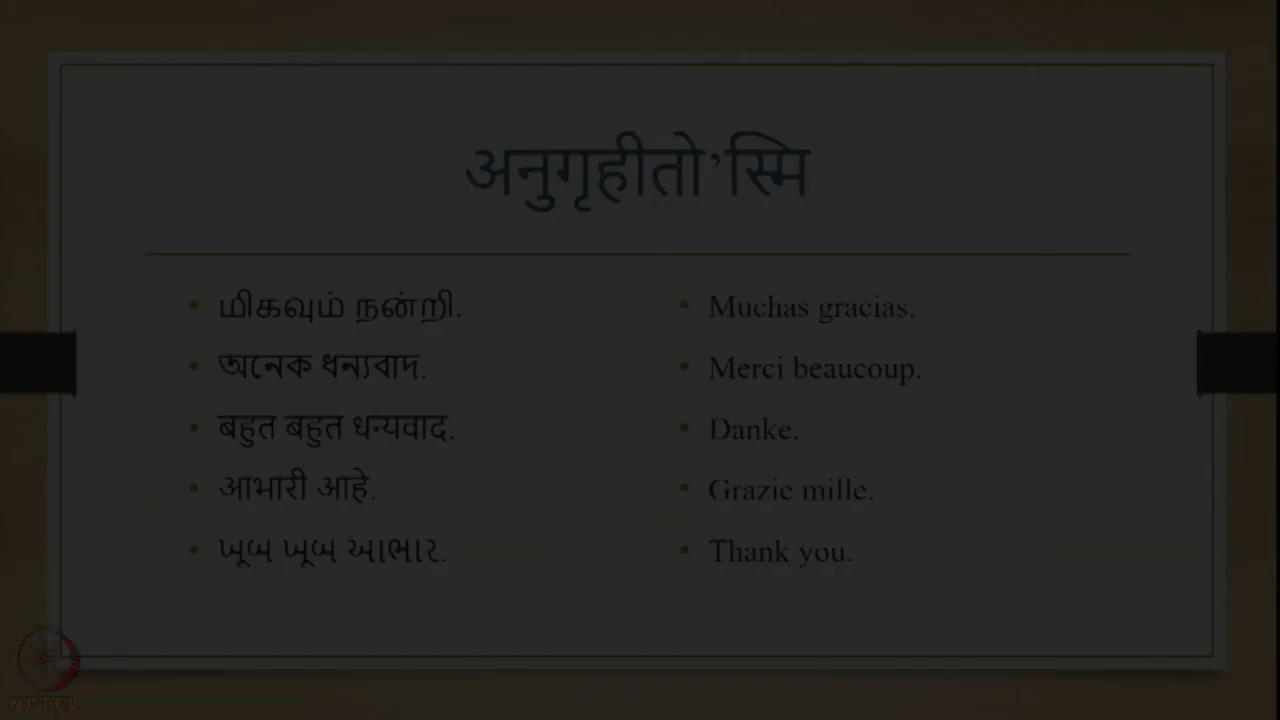 अनुगृहीतो’स्मि
மிகவும் நன்றி.
অনেক ধন্যবাদ.
बहुत बहुत धन्यवाद.
आभारी आहे.
ખૂબ ખૂબ આભાર.
Muchas gracias.
Merci beaucoup.
Danke.
Grazie mille.
Thank you.
NPTEL